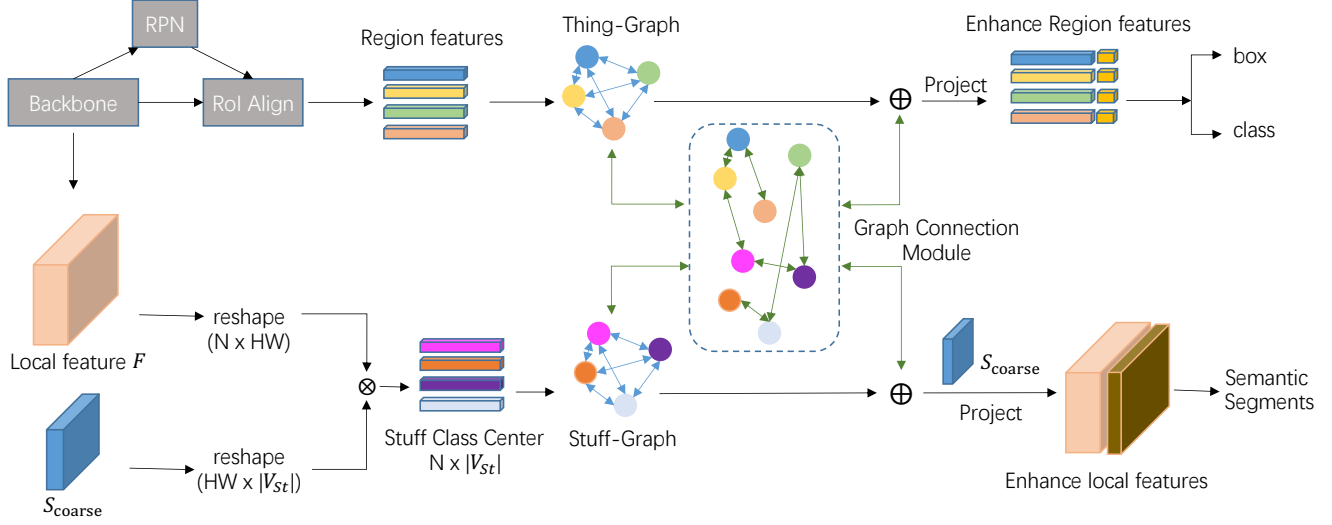 RPN
Backbone
RoI Align
Region features
Thing-Graph
Project
Enhance Region features
box
class
Graph Connection
Module
Local feature F
reshape
(N x HW)
S_coarse
reshape
(HW x |V_St|)
⊗
Stuff Class Center
N x |V_St|
Stuff-Graph
⊕
⊕
S_coarse
Project
Enhance local features
Semantic
Segments